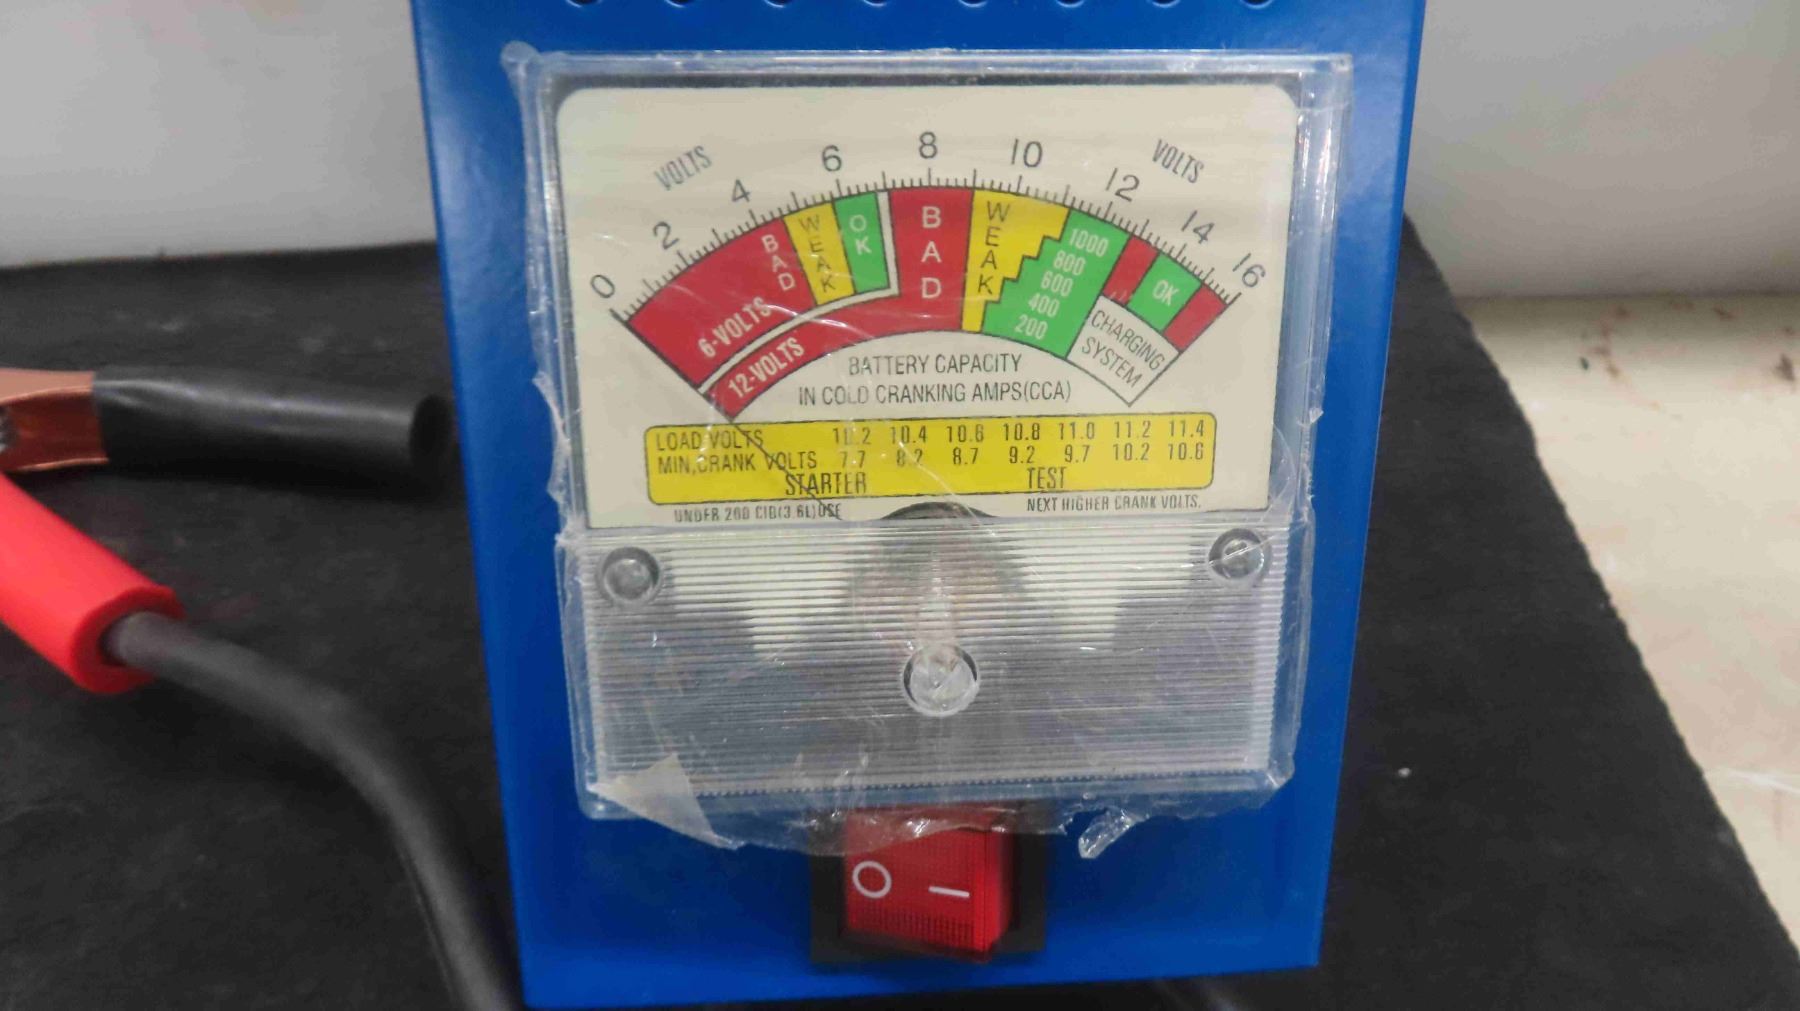 VOLTS VOLTS
0 2 4 6 8 10 12 14 16
BAD WEAK OK BAD WEAK 1000 OK
800
600
400
200
6-VOLTS
12-VOLTS
CHARGING
SYSTEM
BATTERY CAPACITY
IN COLD CRANKING AMPS(CCA)
LOAD VOLTS 10.2 10.4 10.6 10.8 11.0 11.2 11.4
MIN,CRANK VOLTS 7.7 8.2 8.7 9.2 9.7 10.2 10.6
STARTER TEST
UNDER 200 CID(3.6L)USE NEXT HIGHER CRANK VOLTS.
O I